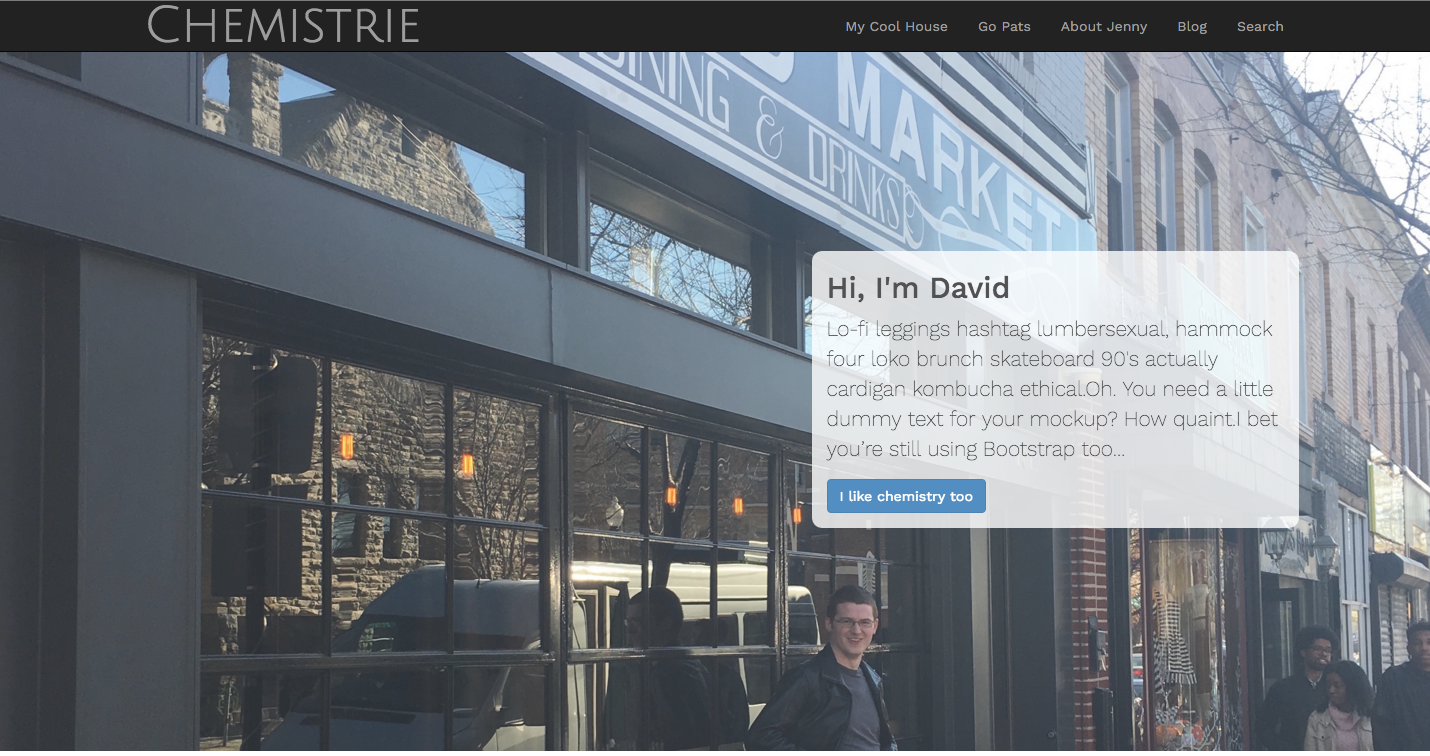 CHEMISTRIE
My Cool House
Go Pats
About Jenny
Blog
Search
MARKET
& DRINKS
Hi, I'm David
Lo-fi leggings hashtag lumbersexual, hammock
four loko brunch skateboard 90's actually
cardigan kombucha ethical.Oh. You need a little
dummy text for your mockup? How quaint.I bet
you’re still using Bootstrap too...
I like chemistry too